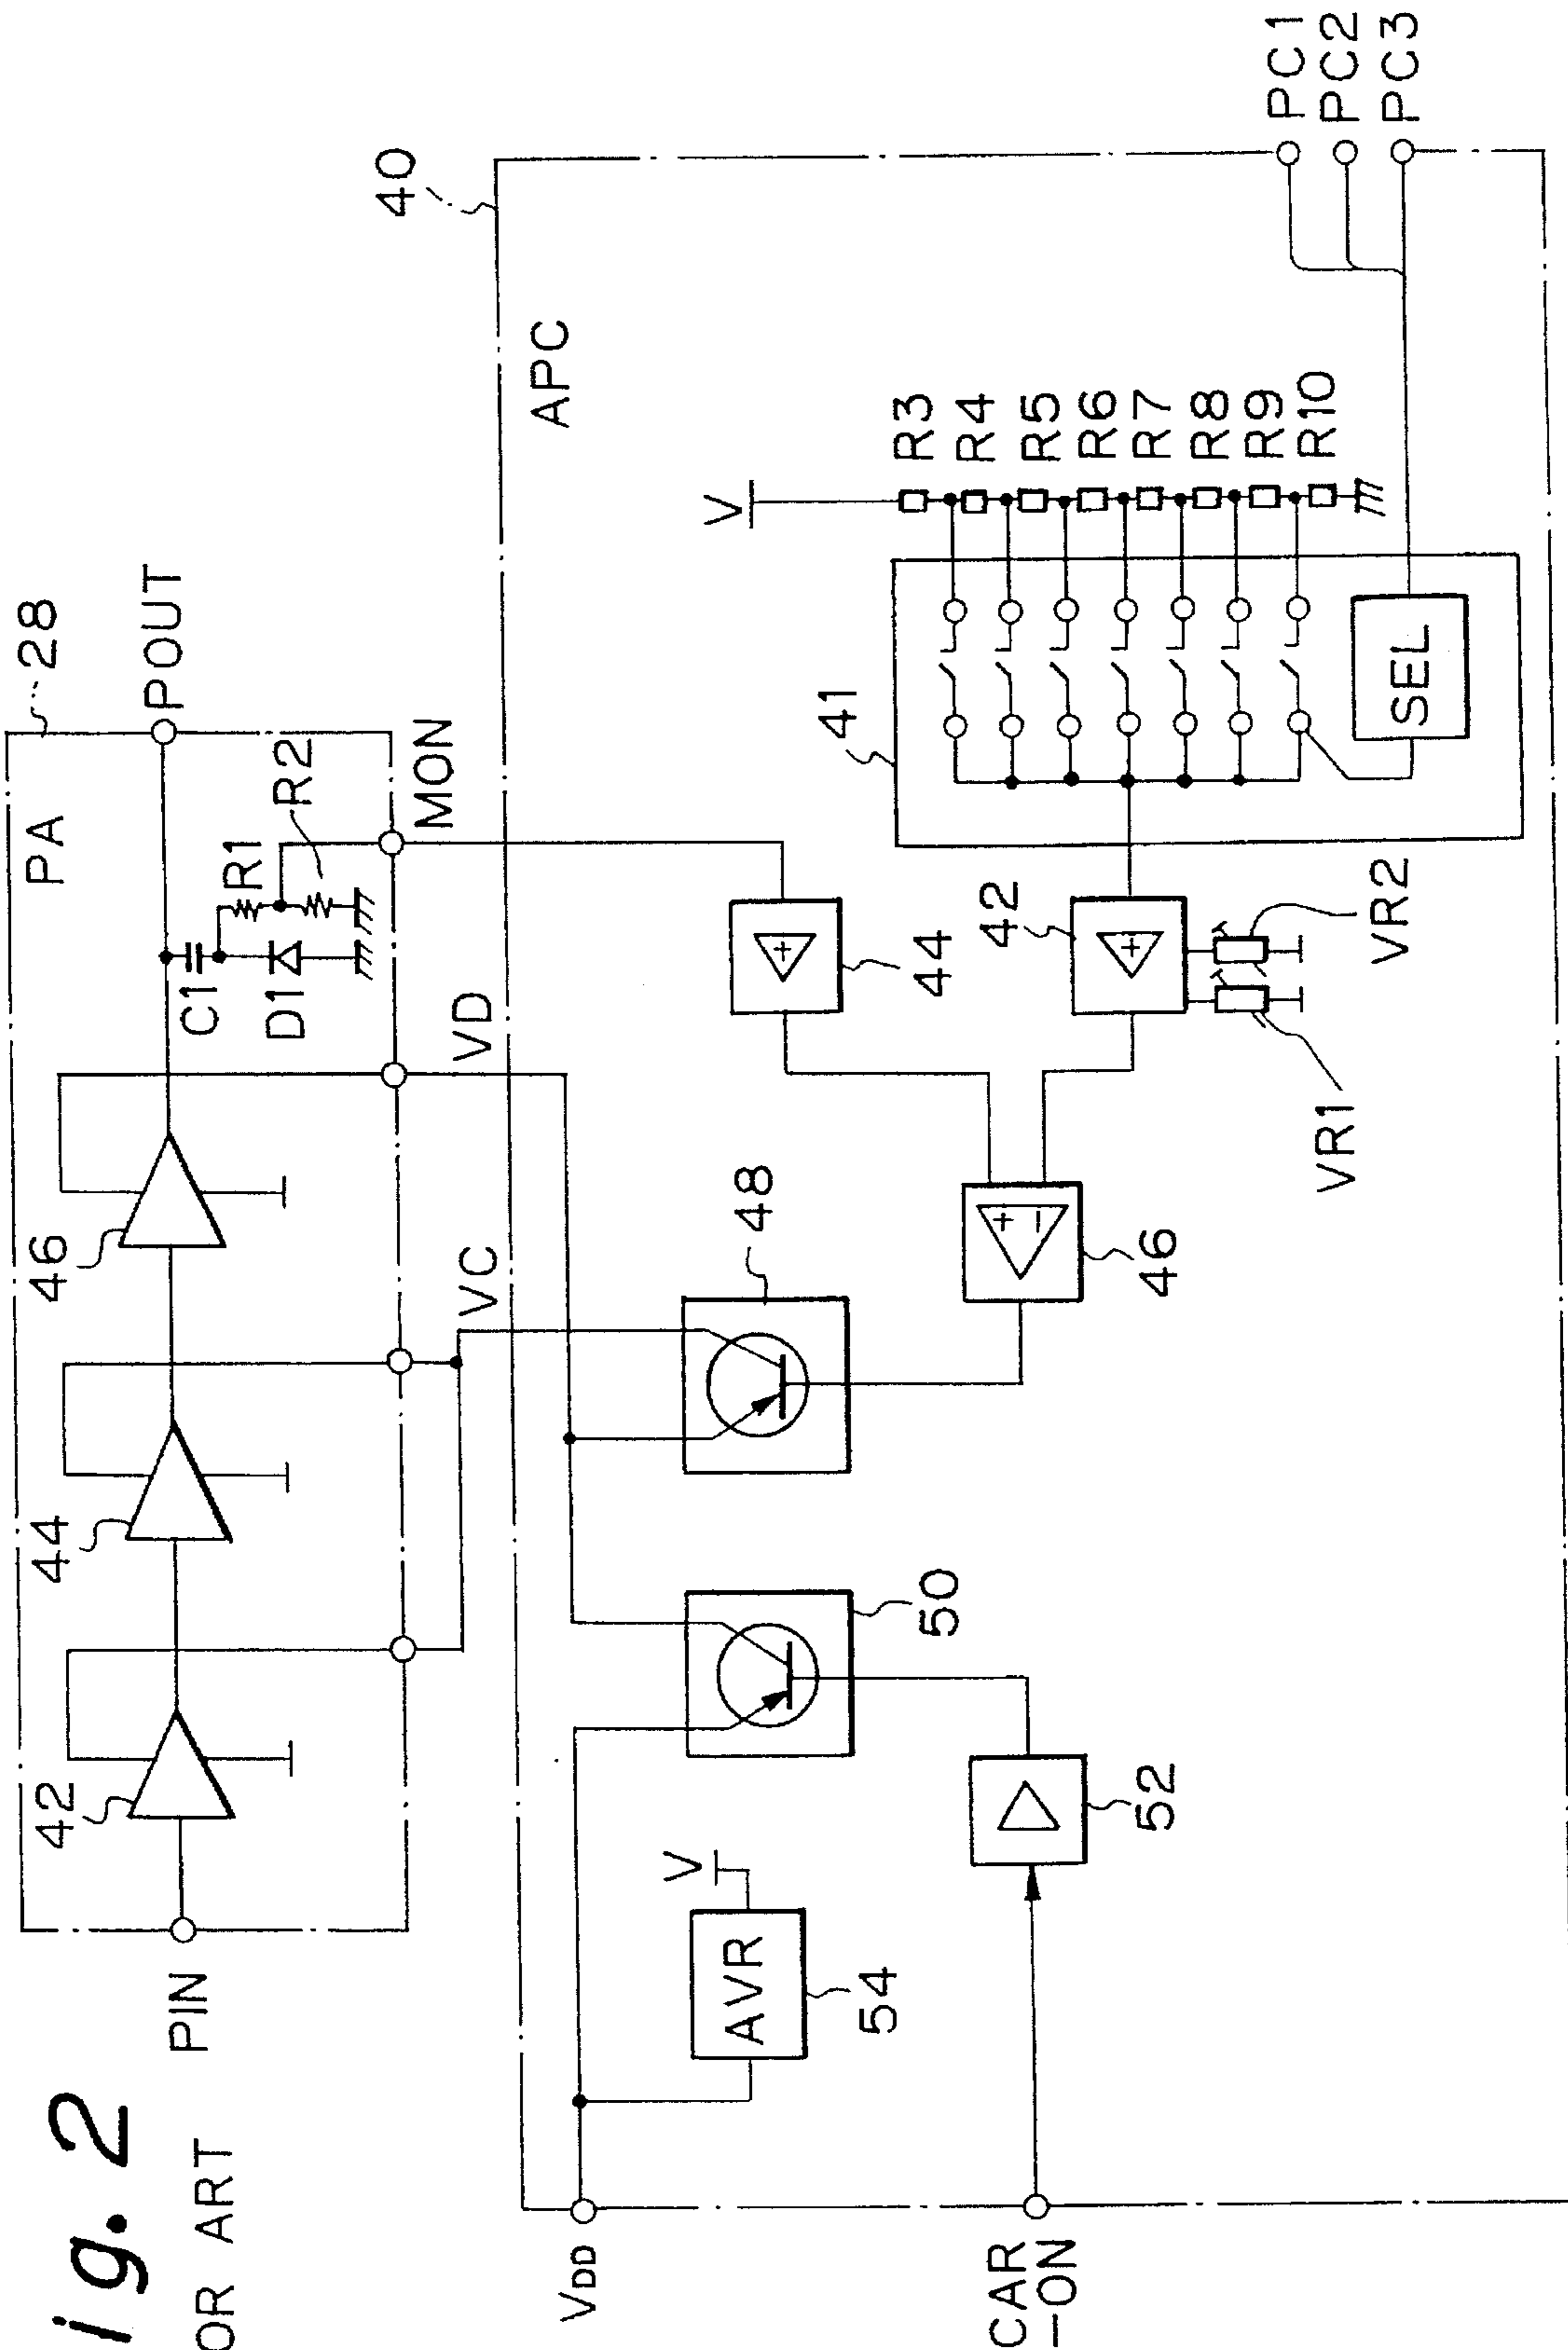 ig. 2
OR ART
PA
28
PIN
42
44
46
C1
D1
R1
R2
POUT
VC
VD
MON
40
APC
VDD
AVR
54
V
50
48
44
V
R3
R4
R5
R6
R7
R8
R9
R10
41
42
46
VR1
VR2
SEL
CAR
-ON
52
PC1
PC2
PC3